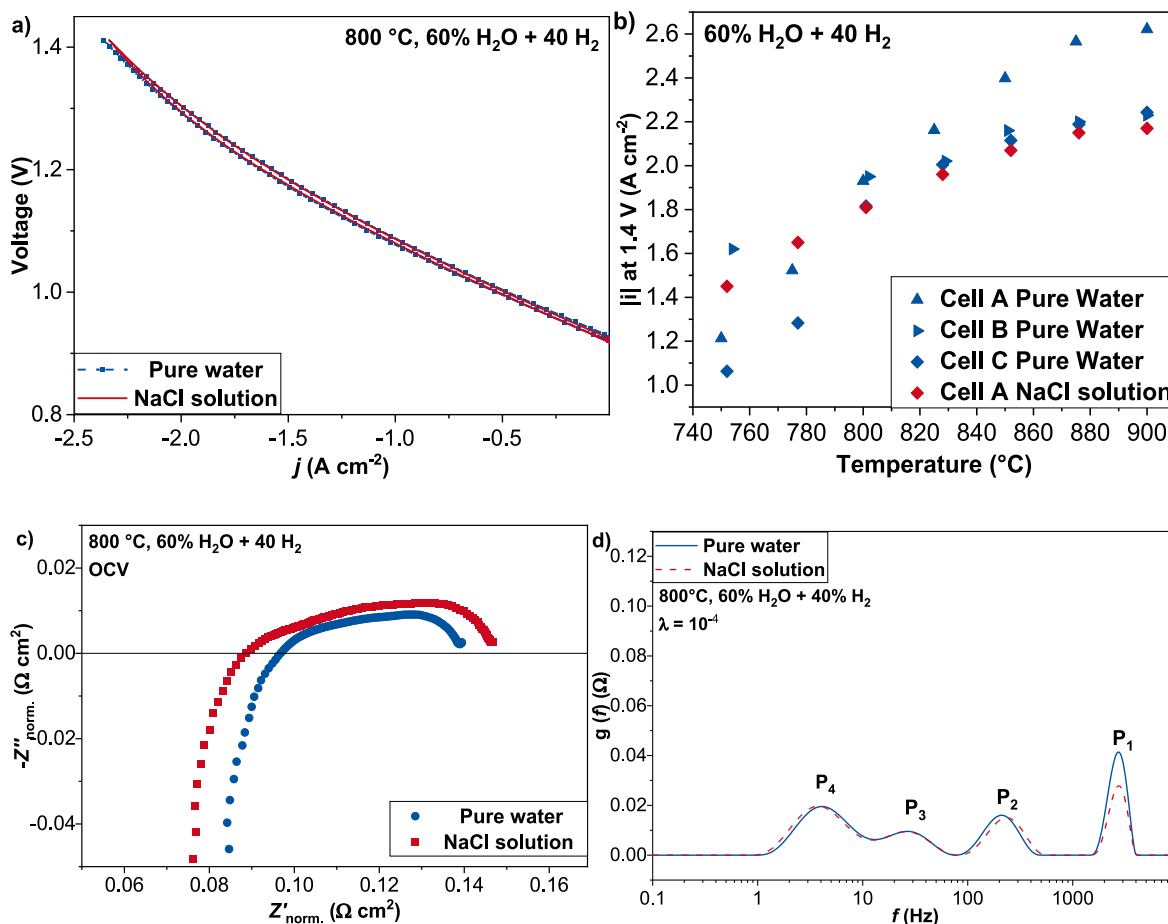 a)
800 °C, 60% H₂O + 40 H₂
1.4
1.2
1.0
0.8
Voltage (V)
Pure water
NaCl solution
-2.5
-2.0
-1.5
-1.0
-0.5
j (A cm⁻²)
b)
60% H₂O + 40 H₂
2.6
2.4
2.2
2.0
1.8
1.6
1.4
1.2
1.0
|i| at 1.4 V (A cm⁻²)
Cell A Pure Water
Cell B Pure Water
Cell C Pure Water
Cell A NaCl solution
740
760
780
800
820
840
860
880
900
Temperature (°C)
c)
800 °C, 60% H₂O + 40 H₂
OCV
0.02
0.00
-0.02
-0.04
-Z''norm. (Ω cm²)
Pure water
NaCl solution
0.06
0.08
0.10
0.12
0.14
0.16
Z'norm. (Ω cm²)
d)
Pure water
NaCl solution
800°C, 60% H₂O + 40% H₂
λ = 10⁻⁴
0.12
0.10
0.08
0.06
0.04
0.02
0.00
g (f) (Ω)
P₄
P₃
P₂
P₁
0.1
1
10
100
1000
f (Hz)